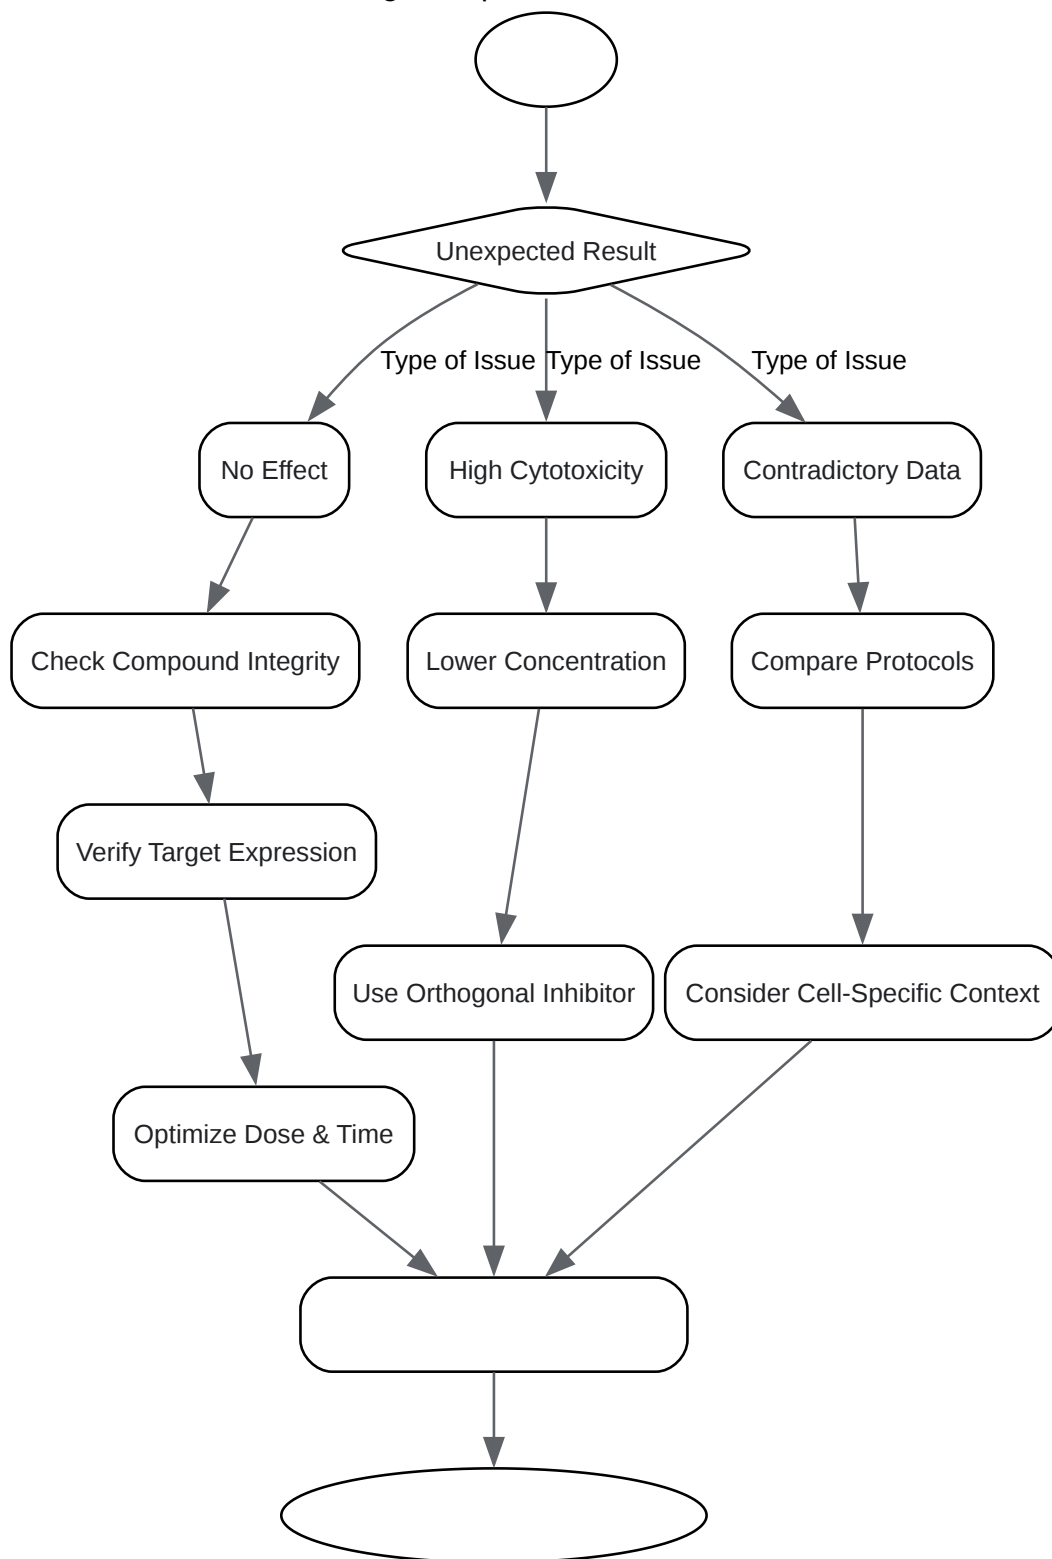 Unexpected Result
Type of Issue
Type of Issue
Type of Issue
No Effect
High Cytotoxicity
Contradictory Data
Check Compound Integrity
Lower Concentration
Compare Protocols
Verify Target Expression
Use Orthogonal Inhibitor
Consider Cell-Specific Context
Optimize Dose & Time